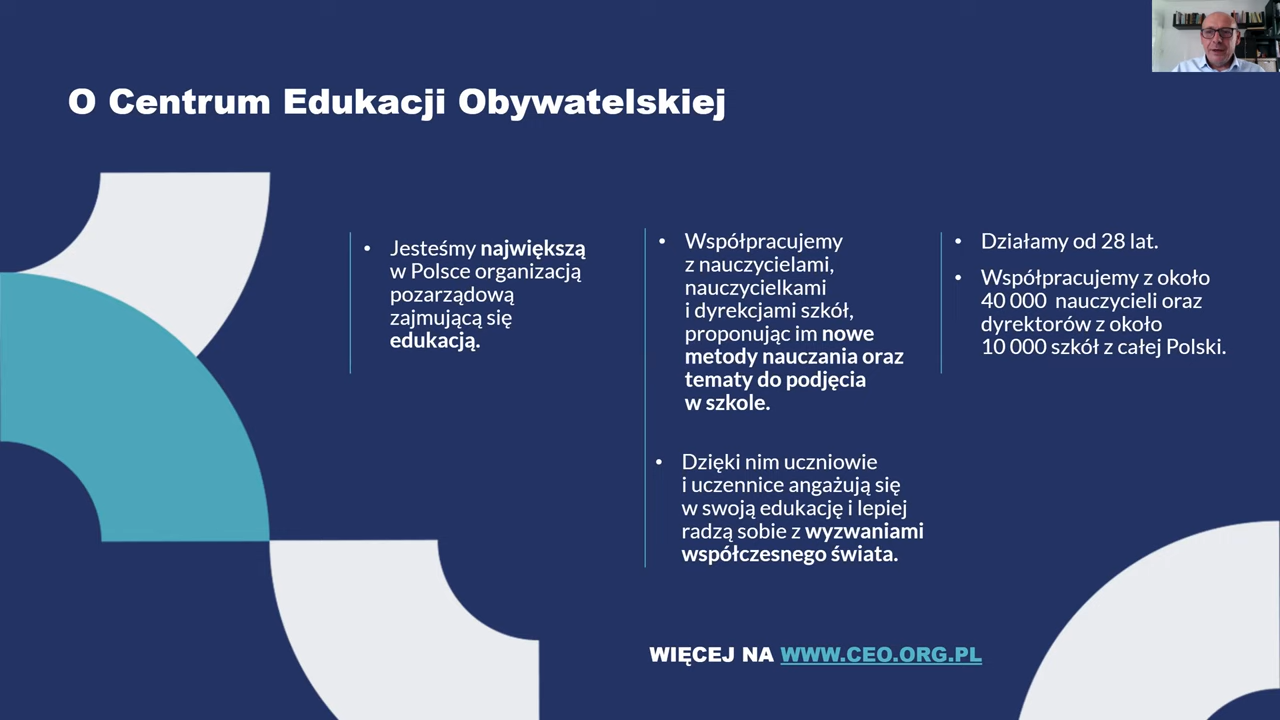 O Centrum Edukacji Obywatelskiej
• Jesteśmy największą
w Polsce organizacją
pozarządową
zajmującą się
edukacją.
• Współpracujemy
z nauczycielami,
nauczycielkami
i dyrekcjami szkół,
proponując im nowe
metody nauczania oraz
tematy do podjęcia
w szkole.
• Dzięki nim uczniowie
i uczennice angażują się
w swoją edukację i lepiej
radzą sobie z wyzwaniami
współczesnego świata.
• Działamy od 28 lat.
• Współpracujemy z około
40 000 nauczycieli oraz
dyrektorów z około
10 000 szkół z całej Polski.
WIĘCEJ NA WWW.CEO.ORG.PL